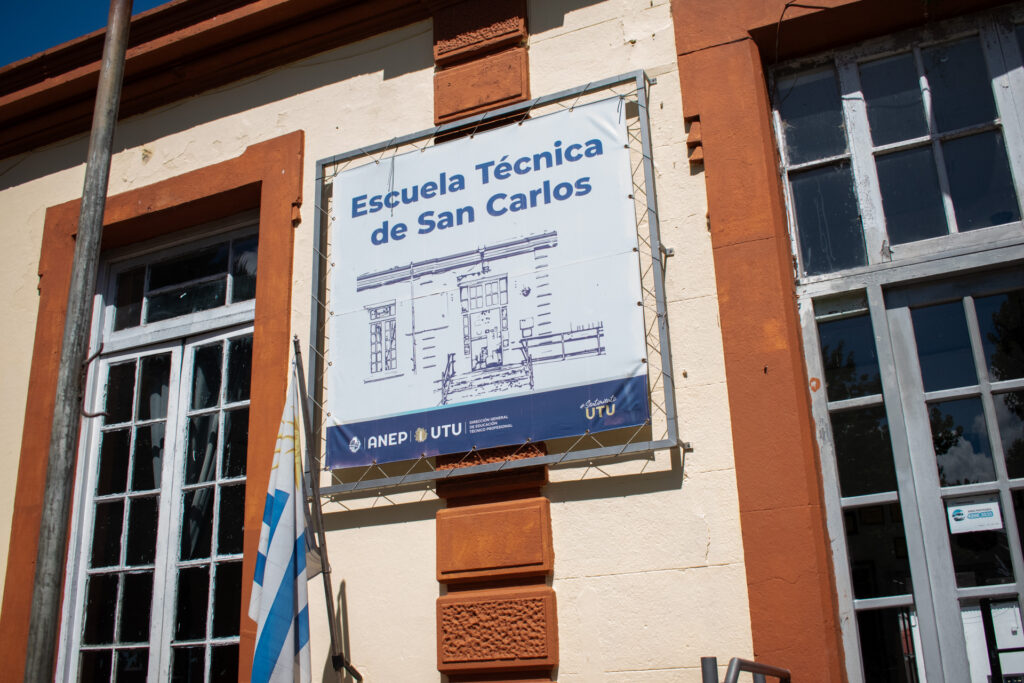 Escuela Técnica
de San Carlos
ANEP
UTU
DIRECCIÓN GENERAL
DE EDUCACIÓN
TÉCNICO PROFESIONAL
UTU